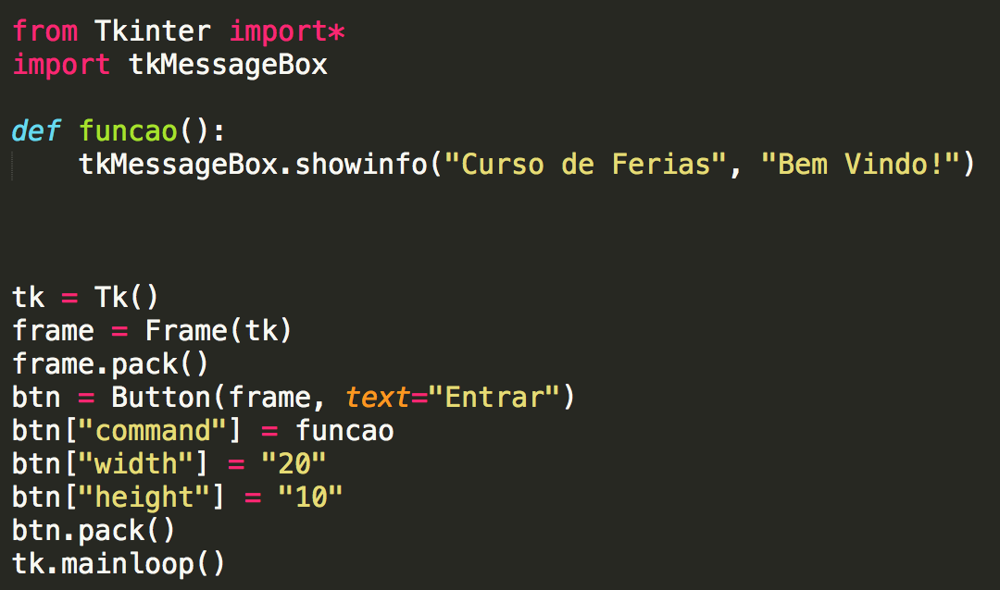 from Tkinter import*
import tkMessageBox
def funcao():
    tkMessageBox.showinfo("Curso de Ferias", "Bem Vindo!")
tk = Tk()
frame = Frame(tk)
frame.pack()
btn = Button(frame, text="Entrar")
btn["command"] = funcao
btn["width"] = "20"
btn["height"] = "10"
btn.pack()
tk.mainloop()